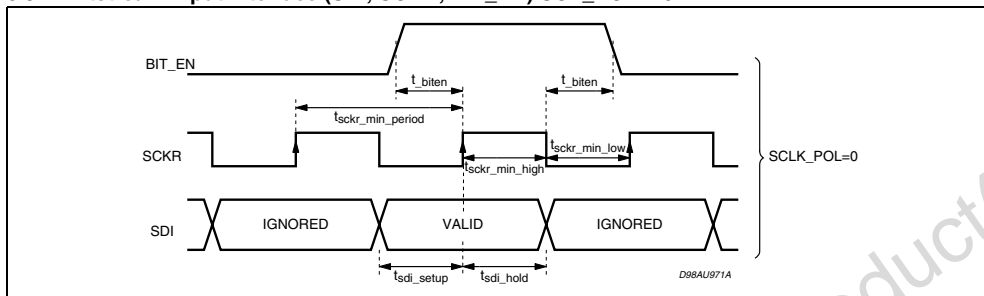 BIT_EN
t_biten
t_biten
tsckr_min_period
SCKR
tsckr_min_high
tsckr_min_low
SCLK_POL=0
SDI
IGNORED
VALID
IGNORED
tsdi_setup
tsdi_hold
D98AU971A